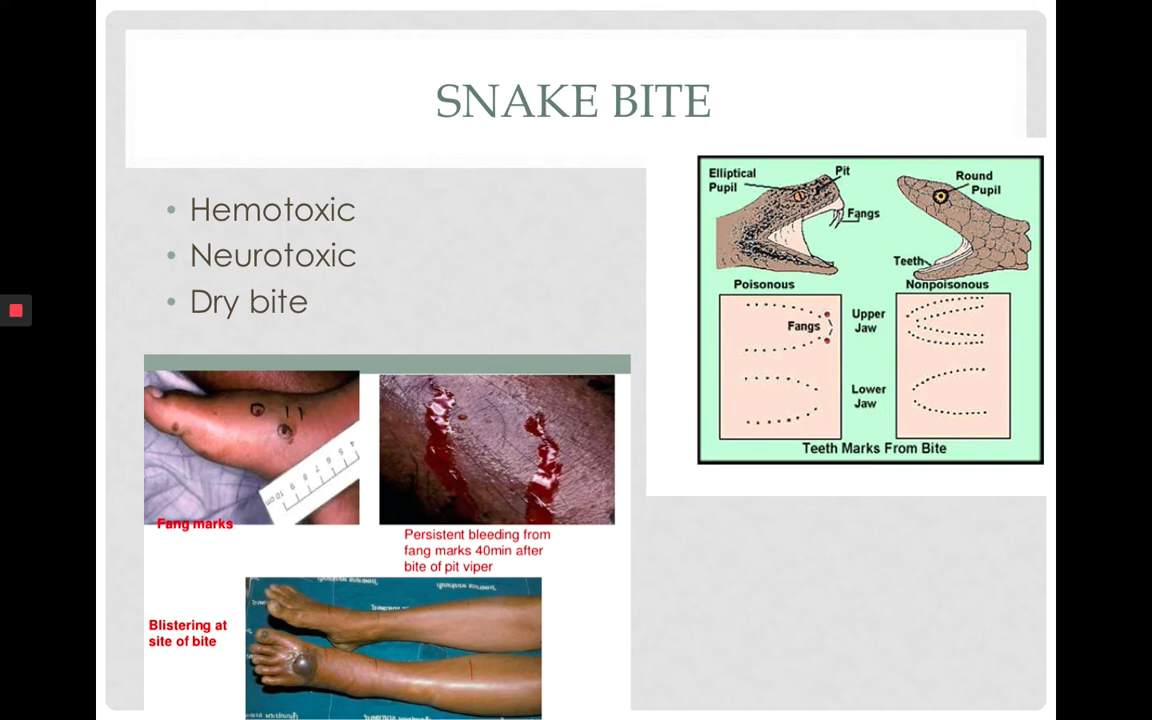 SNAKE BITE
• Hemotoxic
• Neurotoxic
• Dry bite
Elliptical
Pupil
Pit
Fangs
Round
Pupil
Teeth
Poisonous
Nonpoisonous
Fangs
Upper
Jaw
Lower
Jaw
Teeth Marks From Bite
Fang marks
Persistent bleeding from
fang marks 40min after
bite of pit viper
Blistering at
site of bite